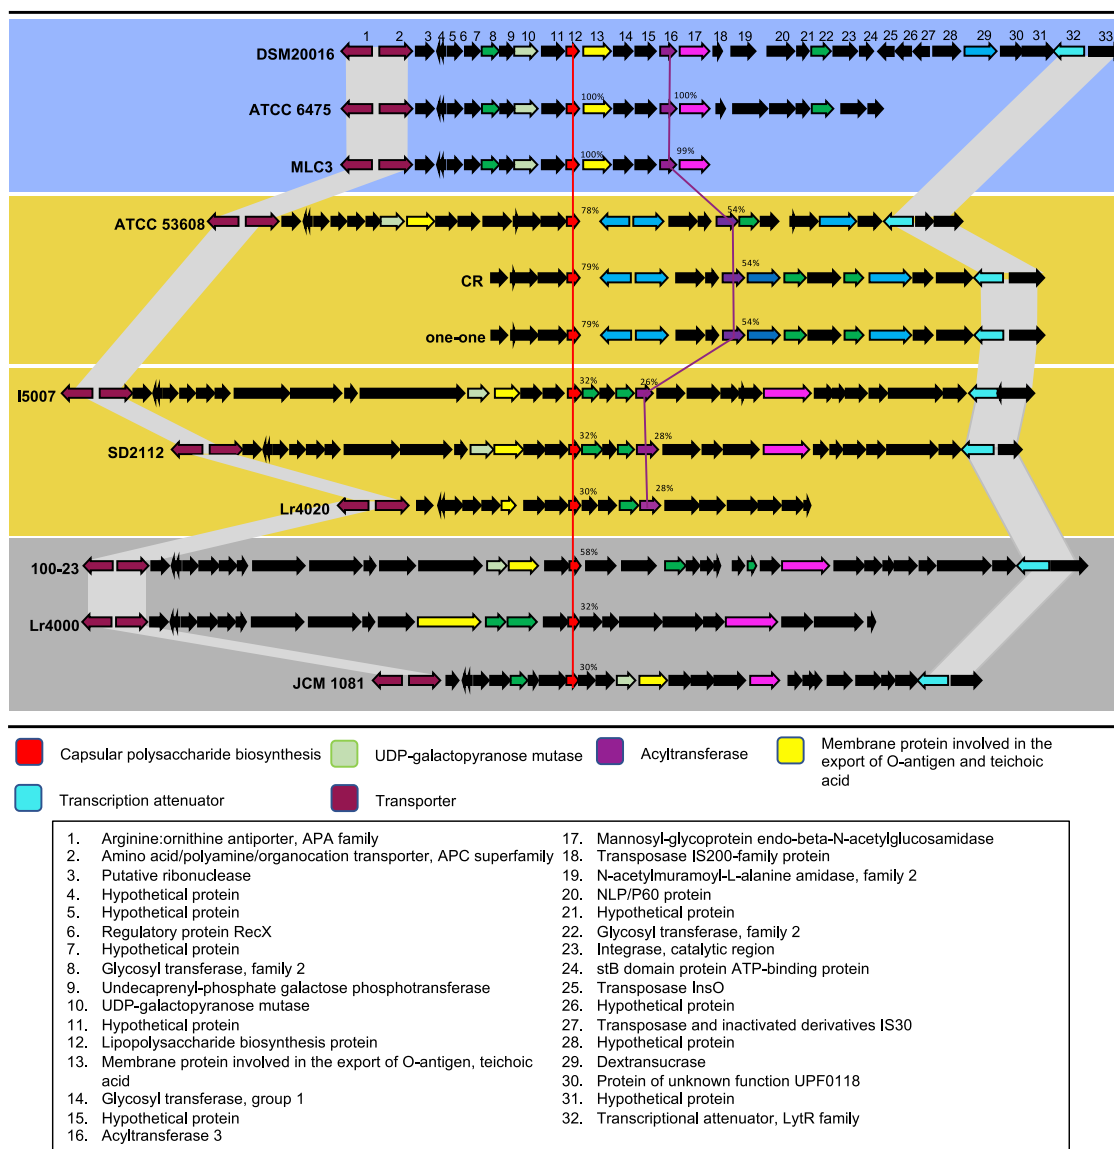 1 2 3 4 5 6 7 8 9 10 11 12 13 14 15 16 17 18 19 20 21 22 23 24 25 26 27 28 29 30 31 32 33
DSM20016
ATCC 6475 100% 100%
MLC3 100% 99%
ATCC 53608 78% 54%
CR 79% 54%
one-one 79% 54%
I5007 32% 26%
SD2112 32% 28%
Lr4020 30% 28%
100-23 58%
Lr4000 32%
JCM 1081 30%
Capsular polysaccharide biosynthesis
UDP-galactopyranose mutase
Acyltransferase
Membrane protein involved in the
export of O-antigen and teichoic
acid
Transcription attenuator
Transporter
1. Arginine:ornithine antiporter, APA family
2. Amino acid/polyamine/organocation transporter, APC superfamily
3. Putative ribonuclease
4. Hypothetical protein
5. Hypothetical protein
6. Regulatory protein RecX
7. Hypothetical protein
8. Glycosyl transferase, family 2
9. Undecaprenyl-phosphate galactose phosphotransferase
10. UDP-galactopyranose mutase
11. Hypothetical protein
12. Lipopolysaccharide biosynthesis protein
13. Membrane protein involved in the export of O-antigen, teichoic
acid
14. Glycosyl transferase, group 1
15. Hypothetical protein
16. Acyltransferase 3
17. Mannosyl-glycoprotein endo-beta-N-acetylglucosamidase
18. Transposase IS200-family protein
19. N-acetylmuramoyl-L-alanine amidase, family 2
20. NLP/P60 protein
21. Hypothetical protein
22. Glycosyl transferase, family 2
23. Integrase, catalytic region
24. stB domain protein ATP-binding protein
25. Transposase InsO
26. Hypothetical protein
27. Transposase and inactivated derivatives IS30
28. Hypothetical protein
29. Dextransucrase
30. Protein of unknown function UPF0118
31. Hypothetical protein
32. Transcriptional attenuator, LytR family